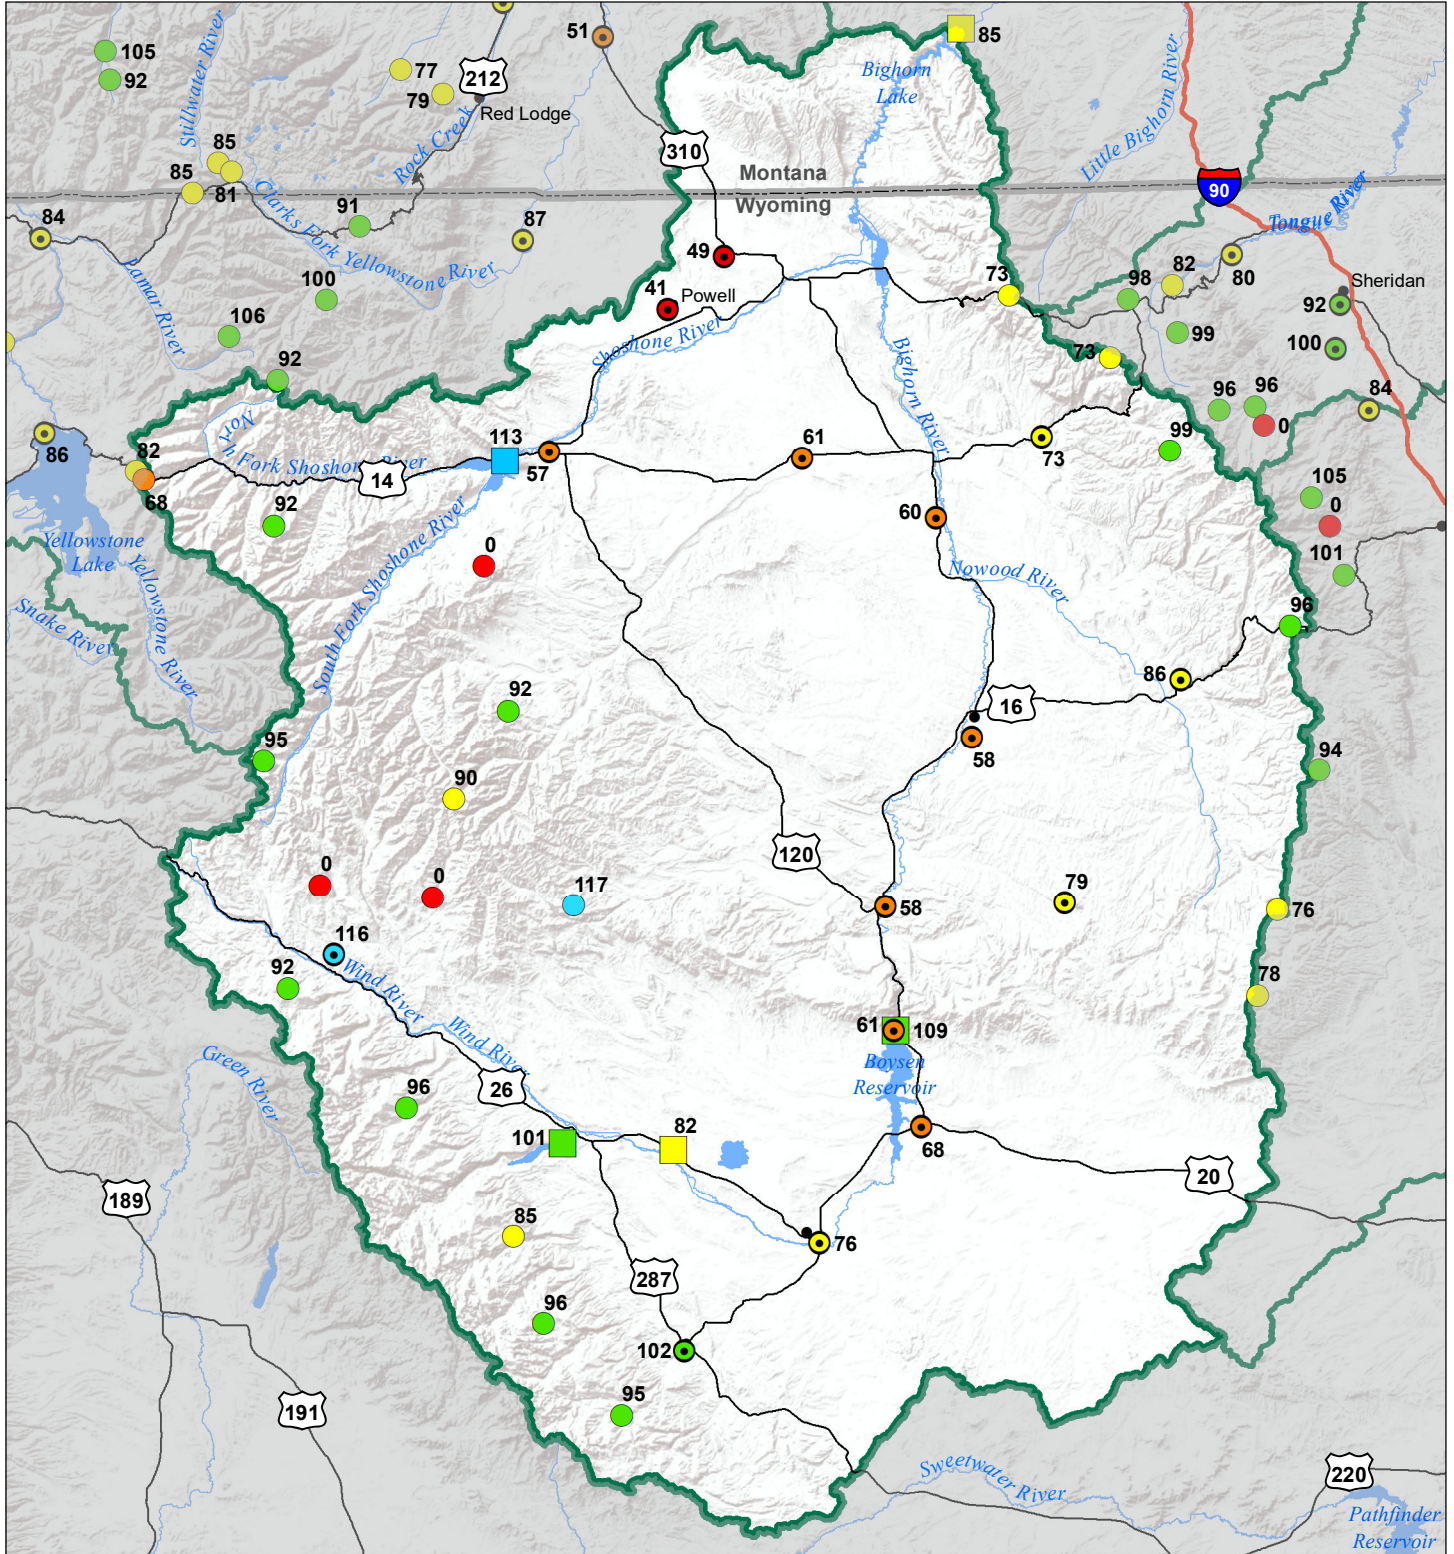 51
85
105
92
77
79
212
Red Lodge
Stillwater River
Rock Creek
Bighorn
Lake
Little Bighorn River
310
Montana
Wyoming
90
85
85
81
Clarks Fork Yellowstone River
91
87
84
Lamar River
100
106
92
49
41
Powell
Shoshone River
Bighorn River
73
73
98
82
80
Tongue River
Sheridan
92
99
100
96
96
0
84
99
86
82
68
North Fork Shoshone River
14
113
57
61
73
60
92
0
105
0
101
Yellowstone
Lake
Yellowstone River
Snake River
South Fork Shoshone River
Nowood River
96
86
16
58
92
95
90
94
120
0
0
117
58
79
76
116
92
Wind River
Wind River
78
61
109
Boysen
Reservoir
Green River
96
26
101
82
68
20
189
85
76
287
96
102
95
191
Sweetwater River
220
Pathfinder
Reservoir